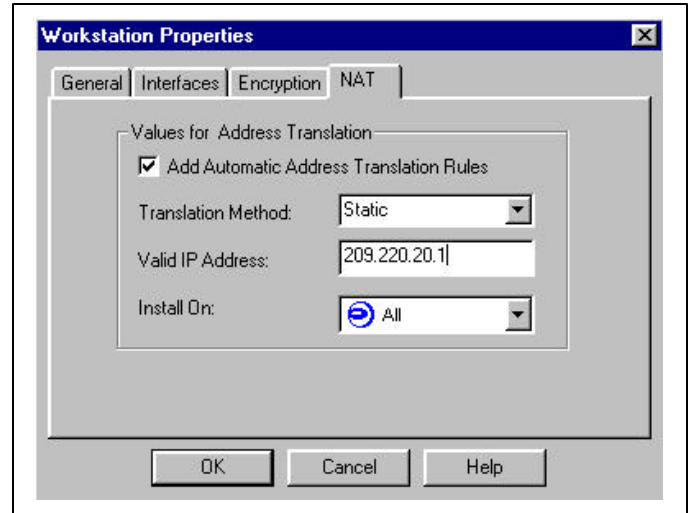 Workstation Properties
General Interfaces Encryption NAT
Values for Address Translation
Add Automatic Address Translation Rules
Translation Method: Static
Valid IP Address: 209.220.20.1
Install On: All
OK Cancel Help